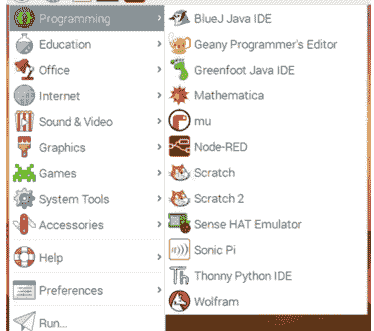 Programming
Education
Office
Internet
Sound & Video
Graphics
Games
System Tools
Accessories
Help
Preferences
Run...
BlueJ Java IDE
Geany Programmer's Editor
Greenfoot Java IDE
Mathematica
mu
Node-RED
Scratch
Scratch 2
Sense HAT Emulator
Sonic Pi
Thonny Python IDE
Wolfram